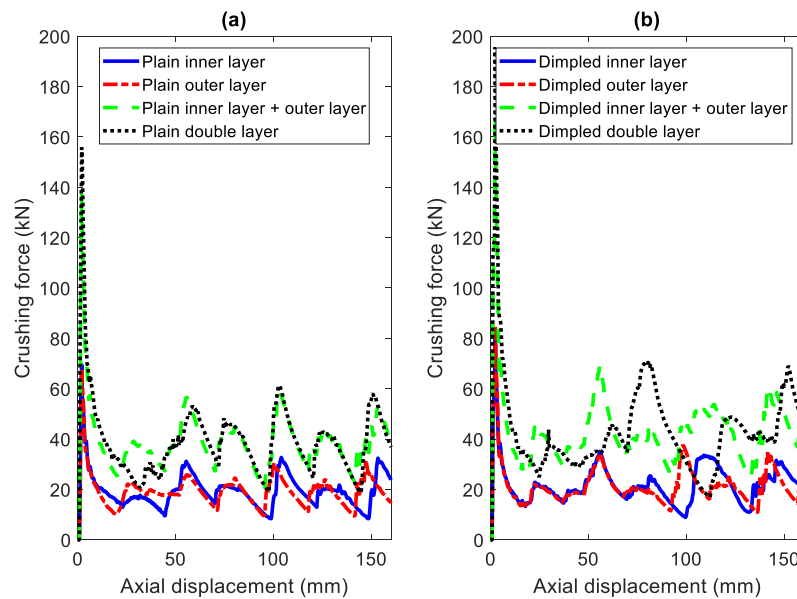 (a)
Crushing force (kN)
200
180
160
140
120
100
80
60
40
20
0
Plain inner layer
Plain outer layer
Plain inner layer + outer layer
Plain double layer
0 50 100 150
Axial displacement (mm)
(b)
Crushing force (kN)
200
180
160
140
120
100
80
60
40
20
0
Dimpled inner layer
Dimpled outer layer
Dimpled inner layer + outer layer
Dimpled double layer
0 50 100 150
Axial displacement (mm)